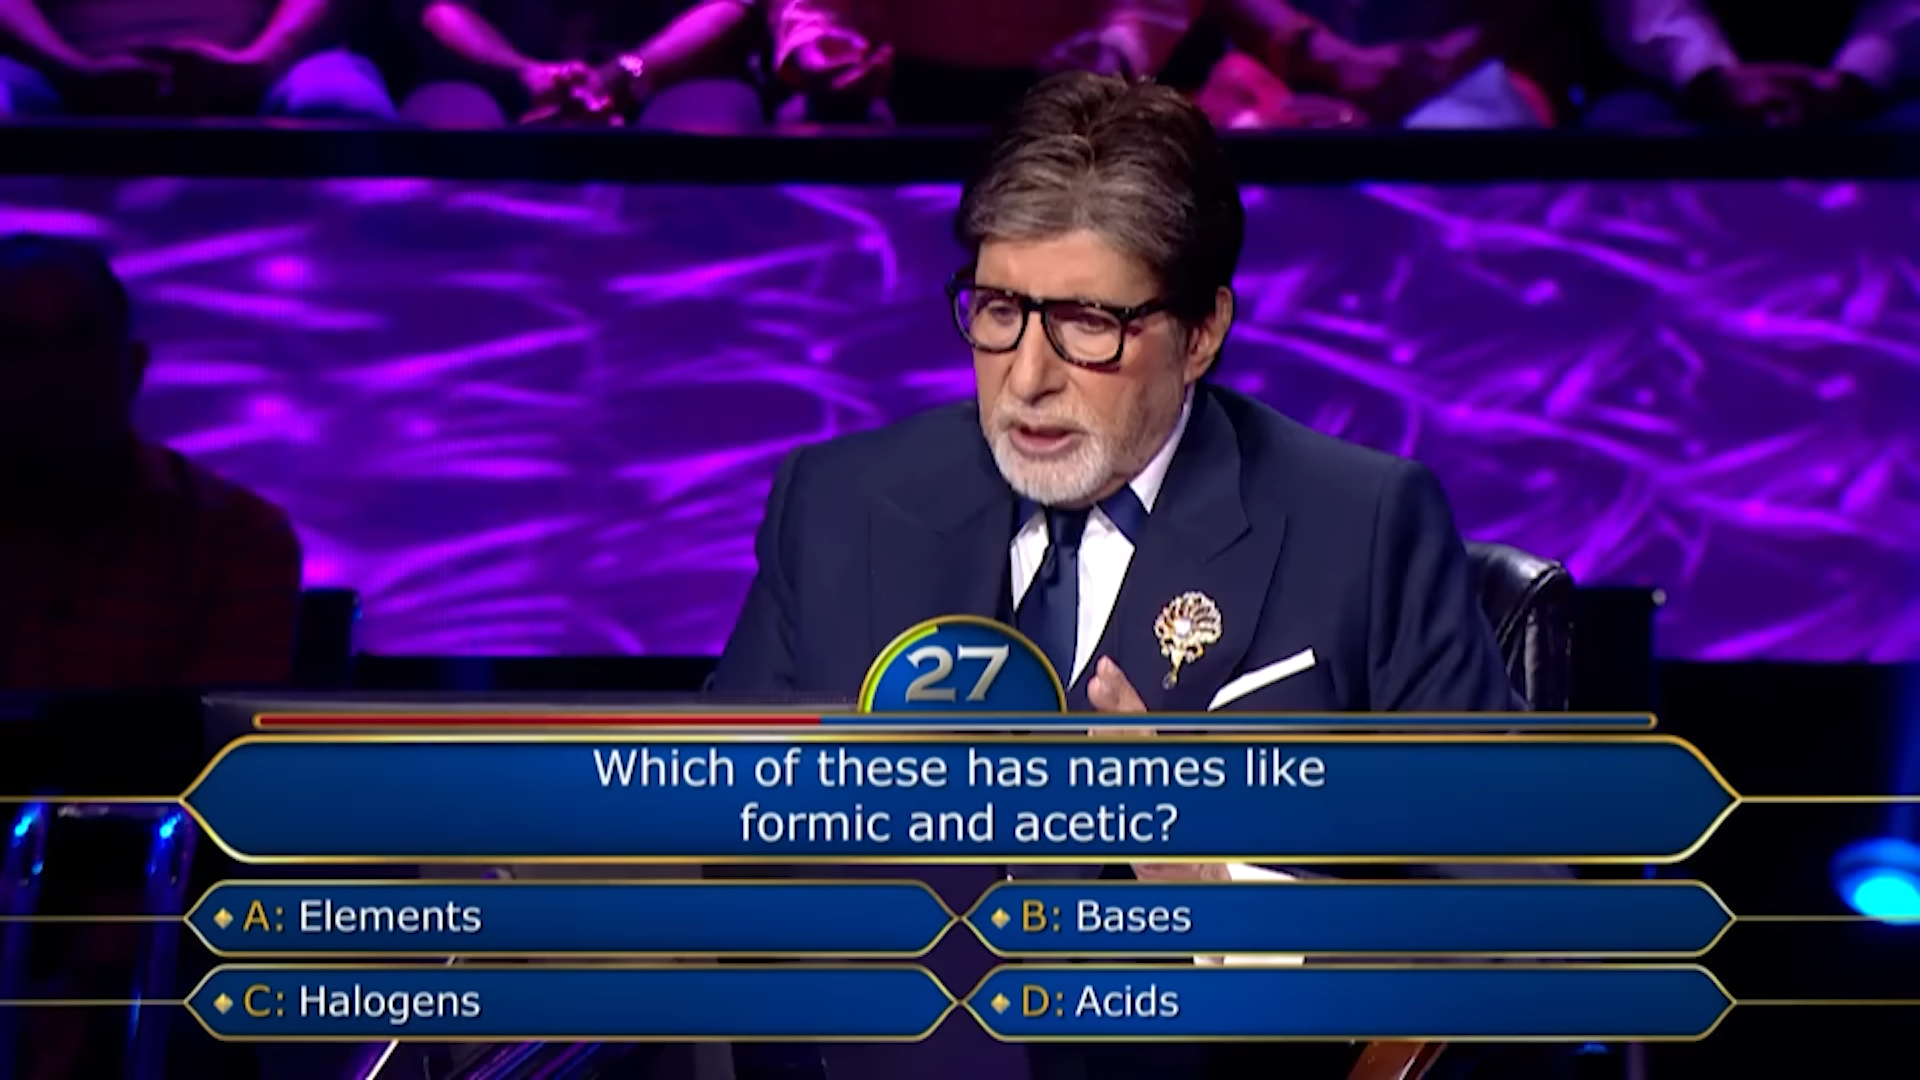 27
Which of these has names like
formic and acetic?
A: Elements
B: Bases
C: Halogens
D: Acids